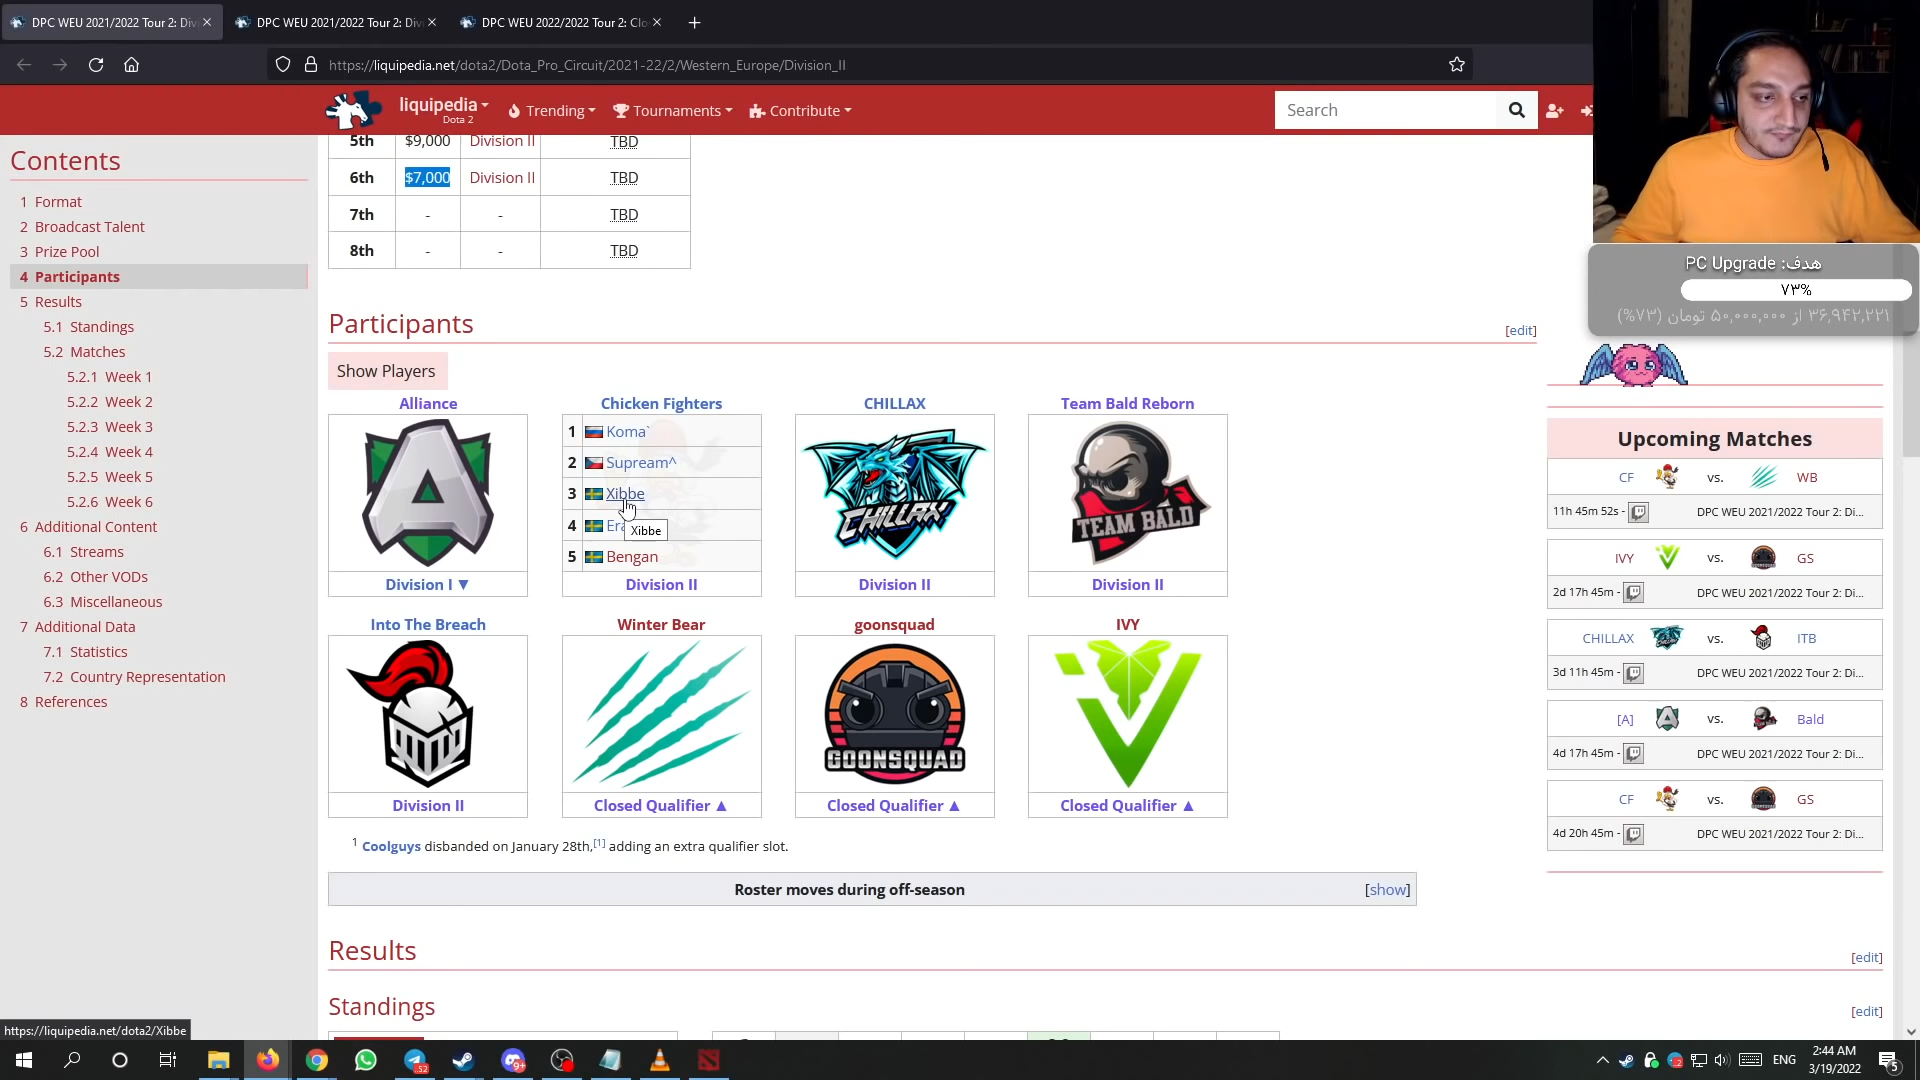 DPC WEU 2021/2022 Tour 2: Div
DPC WEU 2021/2022 Tour 2: Div
DPC WEU 2022/2022 Tour 2: Clo
https://liquipedia.net/dota2/Dota_Pro_Circuit/2021-22/2/Western_Europe/Division_II
liquipedia
Dota 2
Trending
Tournaments
Contribute
Search
Contents
1 Format
2 Broadcast Talent
3 Prize Pool
4 Participants
5 Results
5.1 Standings
5.2 Matches
5.2.1 Week 1
5.2.2 Week 2
5.2.3 Week 3
5.2.4 Week 4
5.2.5 Week 5
5.2.6 Week 6
6 Additional Content
6.1 Streams
6.2 Other VODs
6.3 Miscellaneous
7 Additional Data
7.1 Statistics
7.2 Country Representation
8 References
5th $9,000 Division II TBD
6th $7,000 Division II TBD
7th - - TBD
8th - - TBD
Participants
[edit]
Show Players
Alliance
Division I ▼
Chicken Fighters
1 Koma`
2 Supream^
3 Xibbe
4 Era
5 Bengan
Xibbe
Division II
CHILLAX
CHILLAX
Division II
Team Bald Reborn
TEAM BALD
Division II
Into The Breach
Division II
Winter Bear
Closed Qualifier ▲
goonsquad
GOONSQUAD
Closed Qualifier ▲
IVY
Closed Qualifier ▲
1 Coolguys disbanded on January 28th,[1] adding an extra qualifier slot.
Roster moves during off-season
[show]
Results
[edit]
Standings
[edit]
هدف: PC Upgrade
۷۳%
۳۶,۹۴۲,۲۲۱ از ۵۰,۰۰۰,۰۰۰ تومان (۷۳%)
Upcoming Matches
CF vs. WB
11h 45m 52s - DPC WEU 2021/2022 Tour 2: Di...
IVY vs. GS
2d 17h 45m - DPC WEU 2021/2022 Tour 2: Di...
CHILLAX vs. ITB
3d 11h 45m - DPC WEU 2021/2022 Tour 2: Di...
[A] vs. Bald
4d 17h 45m - DPC WEU 2021/2022 Tour 2: Di...
CF vs. GS
4d 20h 45m - DPC WEU 2021/2022 Tour 2: Di...
https://liquipedia.net/dota2/Xibbe
52
9+
ENG
2:44 AM
3/19/2022
5